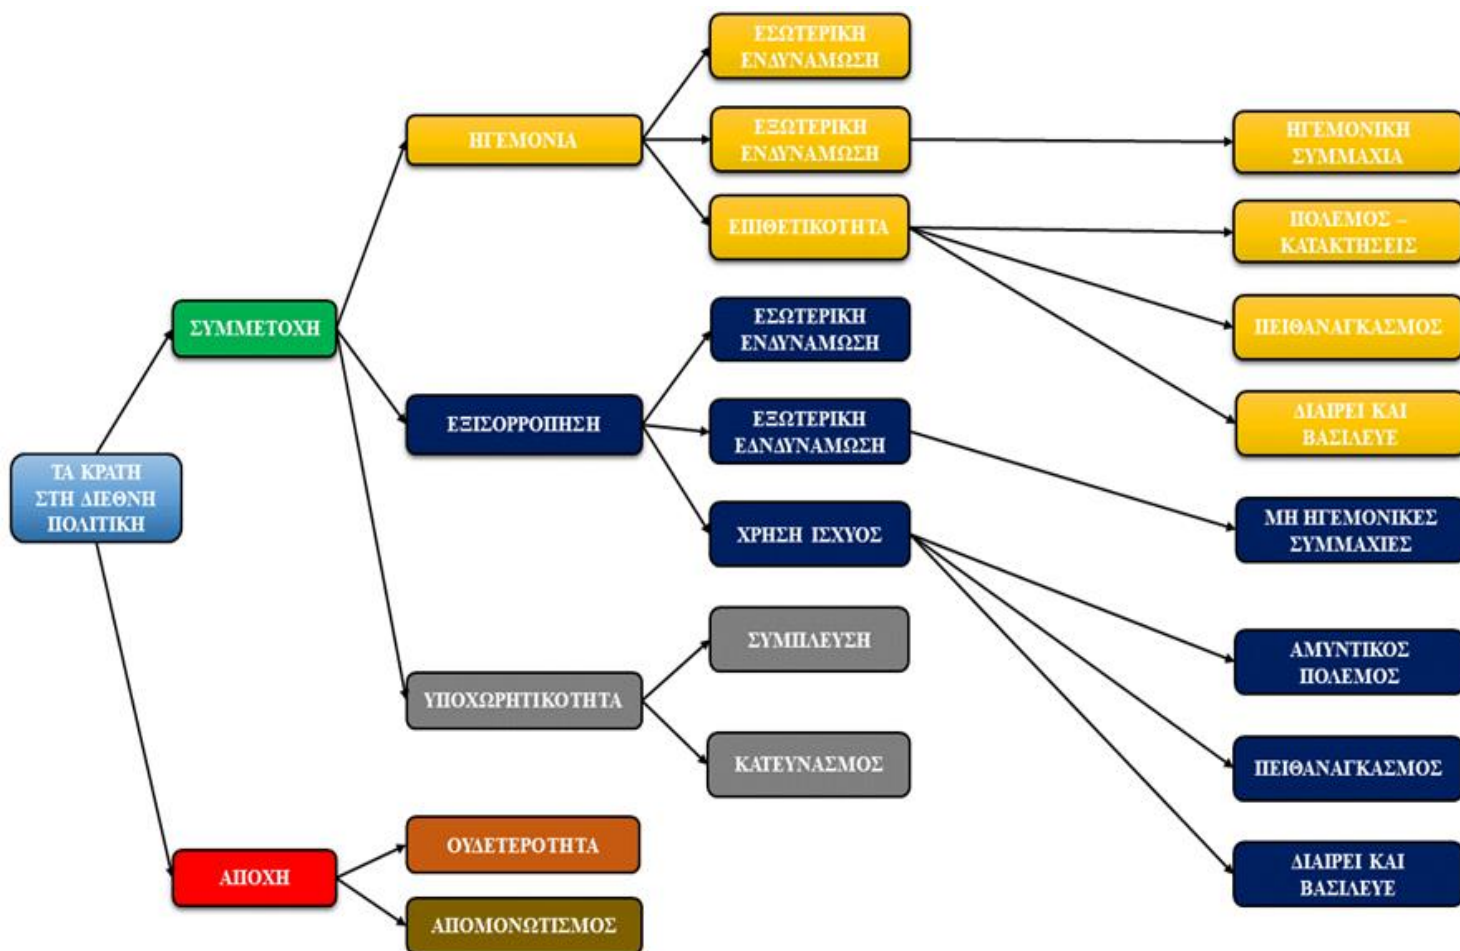 ΤΑ ΚΡΑΤΗ
ΣΤΗ ΔΙΕΘΝΗ
ΠΟΛΙΤΙΚΗ
ΣΥΜΜΕΤΟΧΗ
ΑΠΟΧΗ
ΗΓΕΜΟΝΙΑ
ΕΞΙΣΟΡΡΟΠΗΣΗ
ΥΠΟΧΩΡΗΤΙΚΟΤΗΤΑ
ΟΥΔΕΤΕΡΟΤΗΤΑ
ΑΠΟΜΟΝΩΤΙΣΜΟΣ
ΕΣΩΤΕΡΙΚΗ
ΕΝΔΥΝΑΜΩΣΗ
ΕΞΩΤΕΡΙΚΗ
ΕΝΔΥΝΑΜΩΣΗ
ΕΠΙΘΕΤΙΚΟΤΗΤΑ
ΕΣΩΤΕΡΙΚΗ
ΕΝΔΥΝΑΜΩΣΗ
ΕΞΩΤΕΡΙΚΗ
ΕΔΝΔΥΝΑΜΩΣΗ
ΧΡΗΣΗ ΙΣΧΥΟΣ
ΣΥΜΠΛΕΥΣΗ
ΚΑΤΕΥΝΑΣΜΟΣ
ΗΓΕΜΟΝΙΚΗ
ΣΥΜΜΑΧΙΑ
ΠΟΛΕΜΟΣ –
ΚΑΤΑΚΤΗΣΕΙΣ
ΠΕΙΘΑΝΑΓΚΑΣΜΟΣ
ΔΙΑΙΡΕΙ ΚΑΙ
ΒΑΣΙΛΕΥΕ
ΜΗ ΗΓΕΜΟΝΙΚΕΣ
ΣΥΜΜΑΧΙΕΣ
ΑΜΥΝΤΙΚΟΣ
ΠΟΛΕΜΟΣ
ΠΕΙΘΑΝΑΓΚΑΣΜΟΣ
ΔΙΑΙΡΕΙ ΚΑΙ
ΒΑΣΙΛΕΥΕ